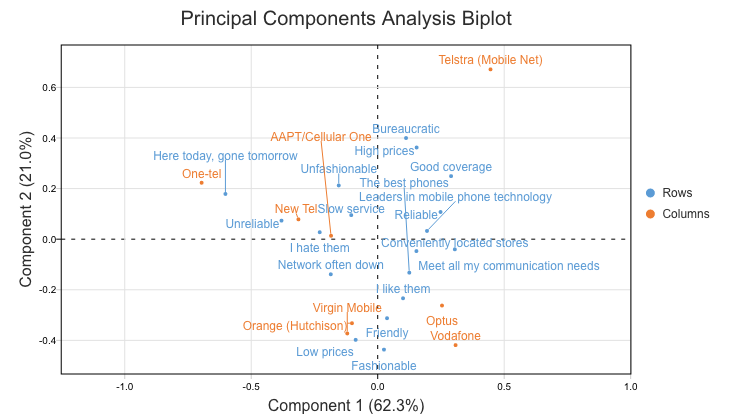 Principal Components Analysis Biplot
Telstra (Mobile Net)
Bureaucratic
AAPT/Cellular One
High prices
Here today, gone tomorrow
Unfashionable
Good coverage
One-tel
The best phones
Leaders in mobile phone technology
New Tel
Slow service
Reliable
Unreliable
I hate them
Conveniently located stores
Network often down
Meet all my communication needs
I like them
Virgin Mobile
Orange (Hutchison)
Friendly
Optus
Vodafone
Low prices
Fashionable
Rows
Columns
Component 2 (21.0%)
0.6
0.4
0.2
0.0
-0.2
-0.4
-1.0
-0.5
0.0
0.5
1.0
Component 1 (62.3%)